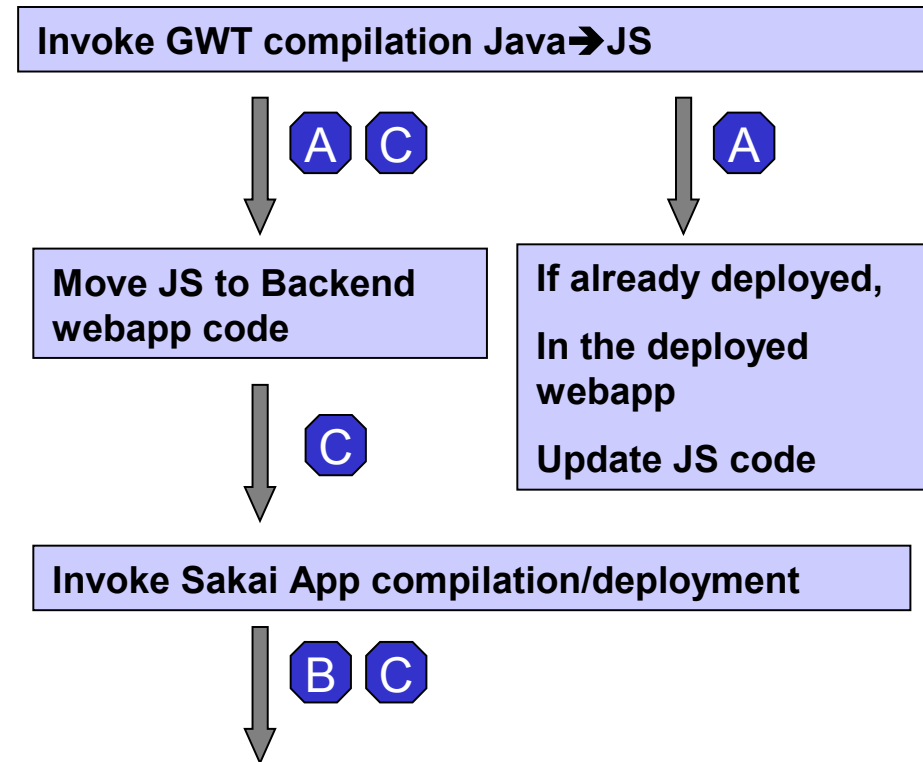 Invoke GWT compilation Java➔JS
A C
A
Move JS to Backend
webapp code
If already deployed,
In the deployed
webapp
Update JS code
C
Invoke Sakai App compilation/deployment
B C